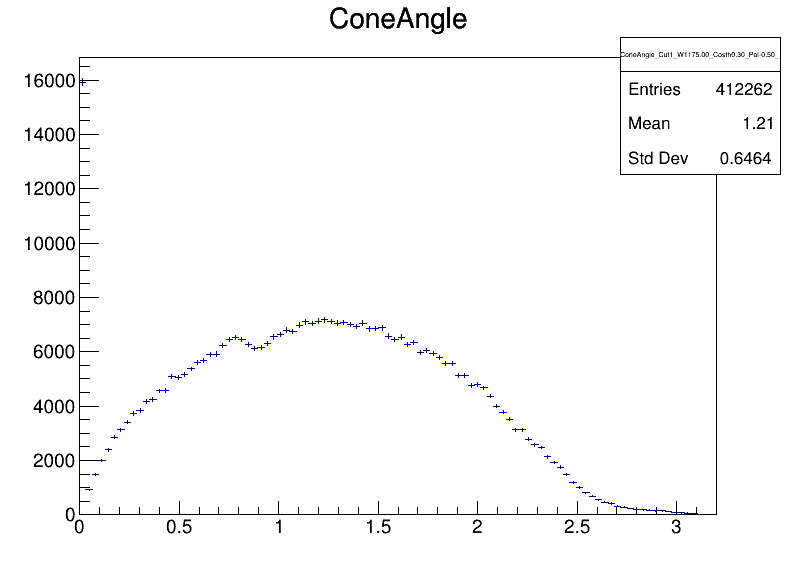 ConeAngle
ConeAngle_Cut1_W1175.00_Costh0.30_Pol-0.50_
Entries 412262
Mean 1.21
Std Dev 0.6464
16000
14000
12000
10000
8000
6000
4000
2000
0
0 0.5 1 1.5 2 2.5 3